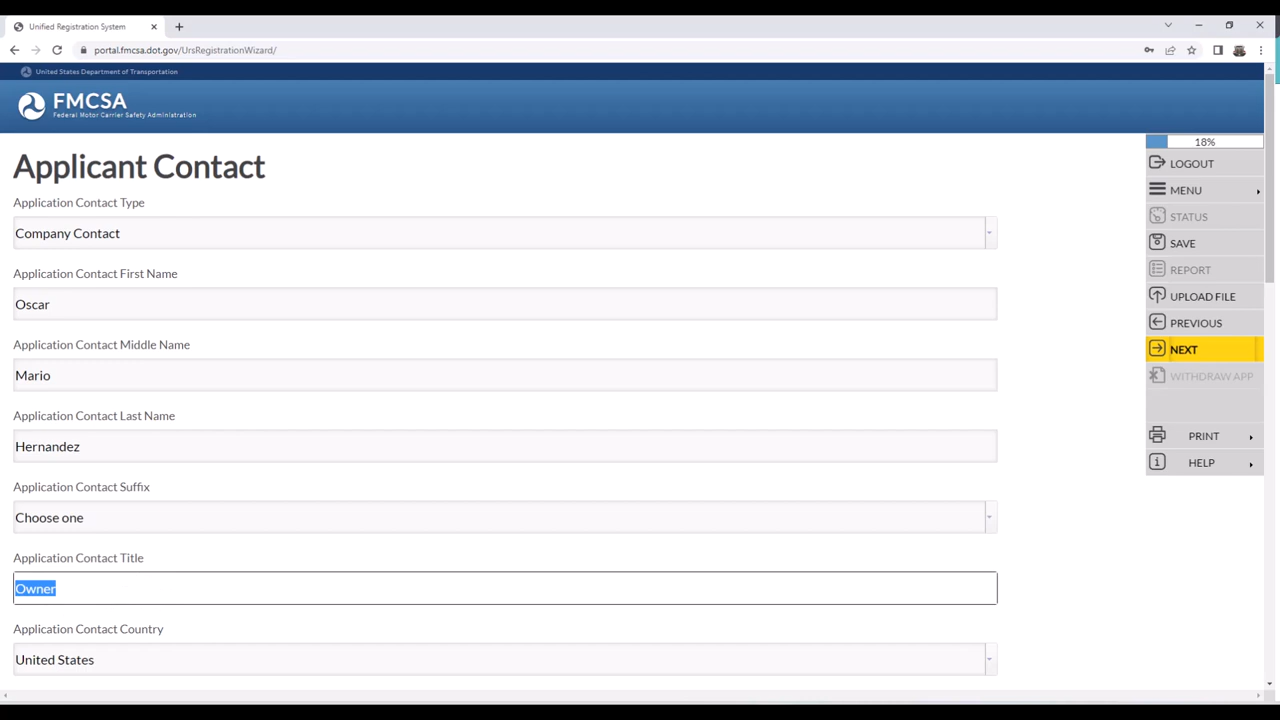 Unified Registration System
portal.fmcsa.dot.gov/UrsRegistrationWizard/
United States Department of Transportation
FMCSA
Federal Motor Carrier Safety Administration
Applicant Contact
Application Contact Type
Company Contact
Application Contact First Name
Oscar
Application Contact Middle Name
Mario
Application Contact Last Name
Hernandez
Application Contact Suffix
Choose one
Application Contact Title
Owner
Application Contact Country
United States
18%
LOGOUT
MENU
STATUS
SAVE
REPORT
UPLOAD FILE
PREVIOUS
NEXT
WITHDRAW APP
PRINT
HELP